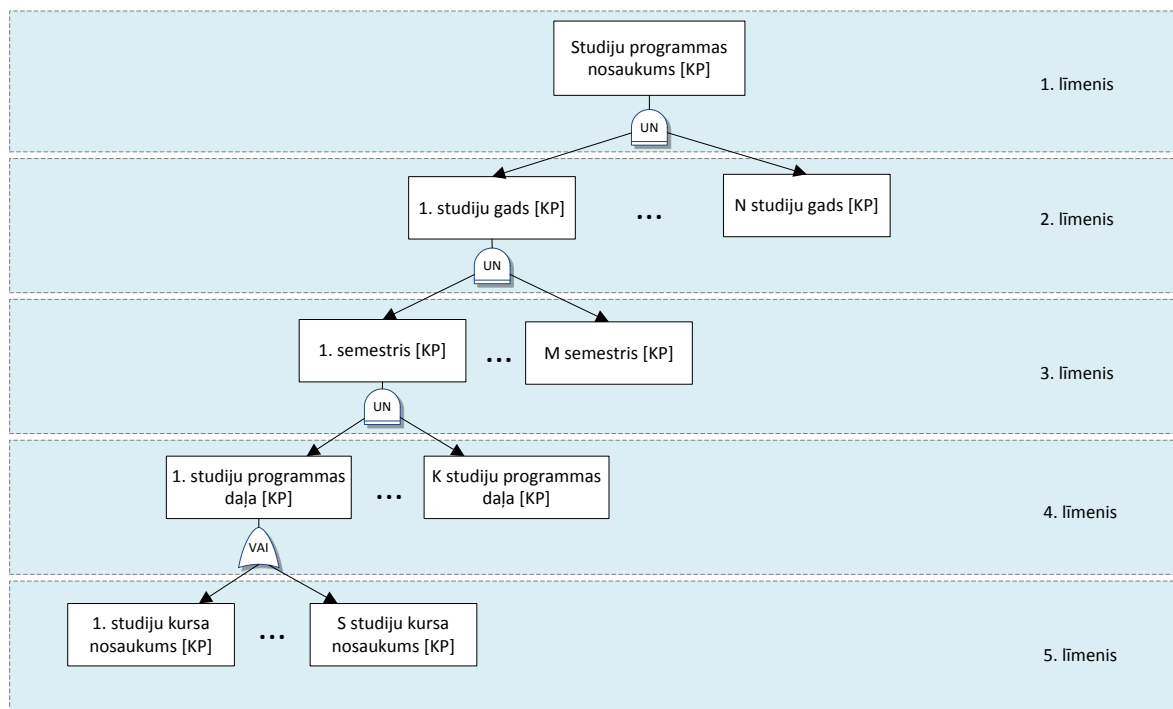 Studiju programmas
nosaukums [KP]
1. līmenis
UN
1. studiju gads [KP]
...
N studiju gads [KP]
2. līmenis
UN
1. semestris [KP]
...
M semestris [KP]
3. līmenis
UN
1. studiju programmas
daļa [KP]
...
K studiju programmas
daļa [KP]
4. līmenis
VAI
1. studiju kursa
nosaukums [KP]
...
S studiju kursa
nosaukums [KP]
5. līmenis